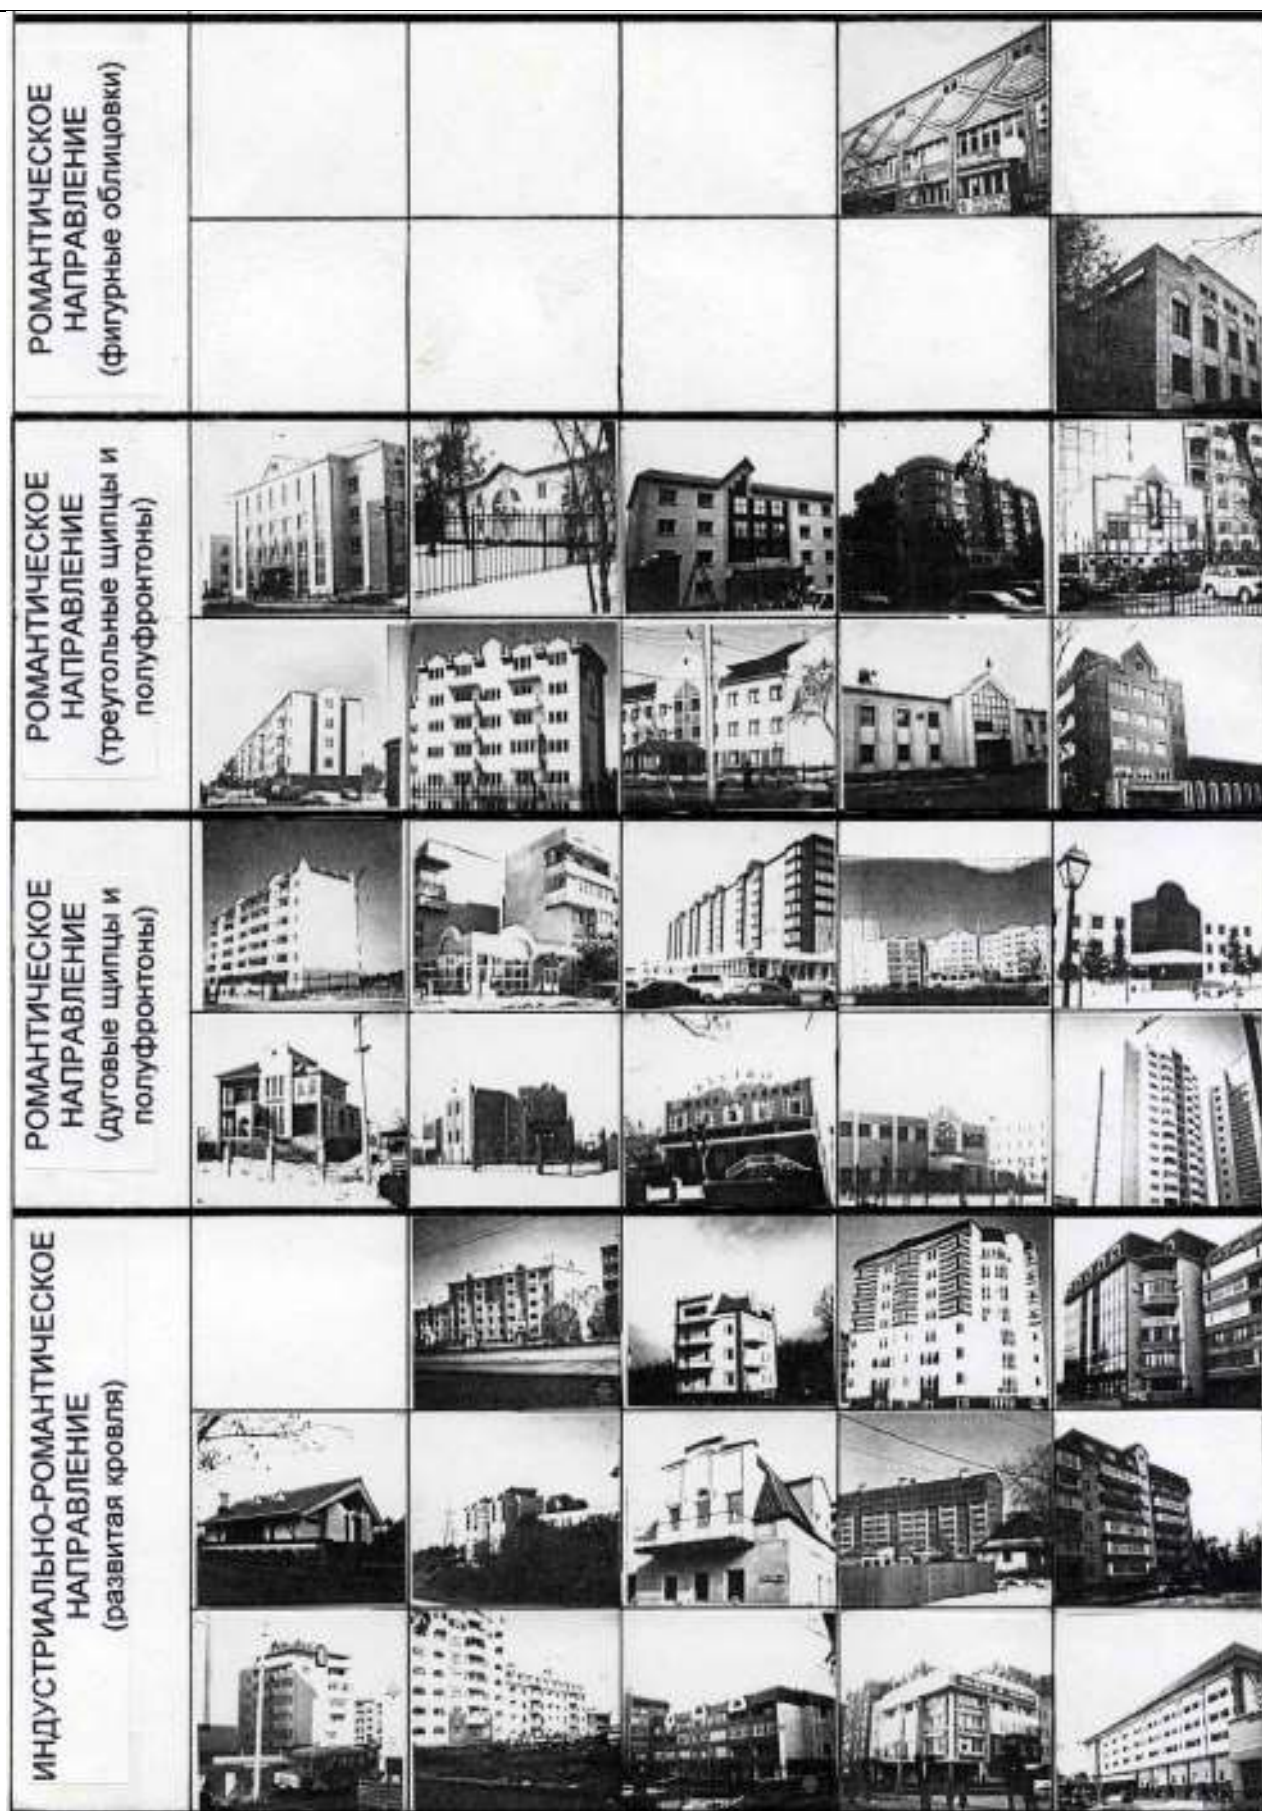 РОМАНТИЧЕСКОЕ
НАПРАВЛЕНИЕ
(фигурные облицовки)
РОМАНТИЧЕСКОЕ
НАПРАВЛЕНИЕ
(треугольные щипцы и
полуфронтоны)
РОМАНТИЧЕСКОЕ
НАПРАВЛЕНИЕ
(дуговые щипцы и
полуфронтоны)
ИНДУСТРИАЛЬНО-РОМАНТИЧЕСКОЕ
НАПРАВЛЕНИЕ
(развитая кровля)